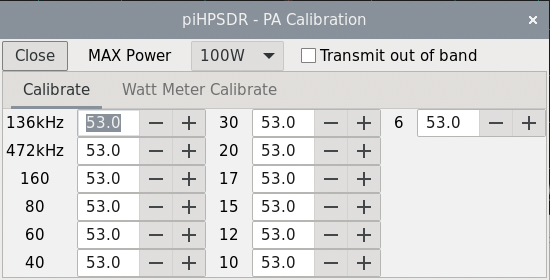 piHPSDR - PA Calibration ×
Close MAX Power 100W Transmit out of band
Calibrate Watt Meter Calibrate
136kHz 53.0 − + 30 53.0 − + 6 53.0 − +
472kHz 53.0 − + 20 53.0 − +
160 53.0 − + 17 53.0 − +
80 53.0 − + 15 53.0 − +
60 53.0 − + 12 53.0 − +
40 53.0 − + 10 53.0 − +